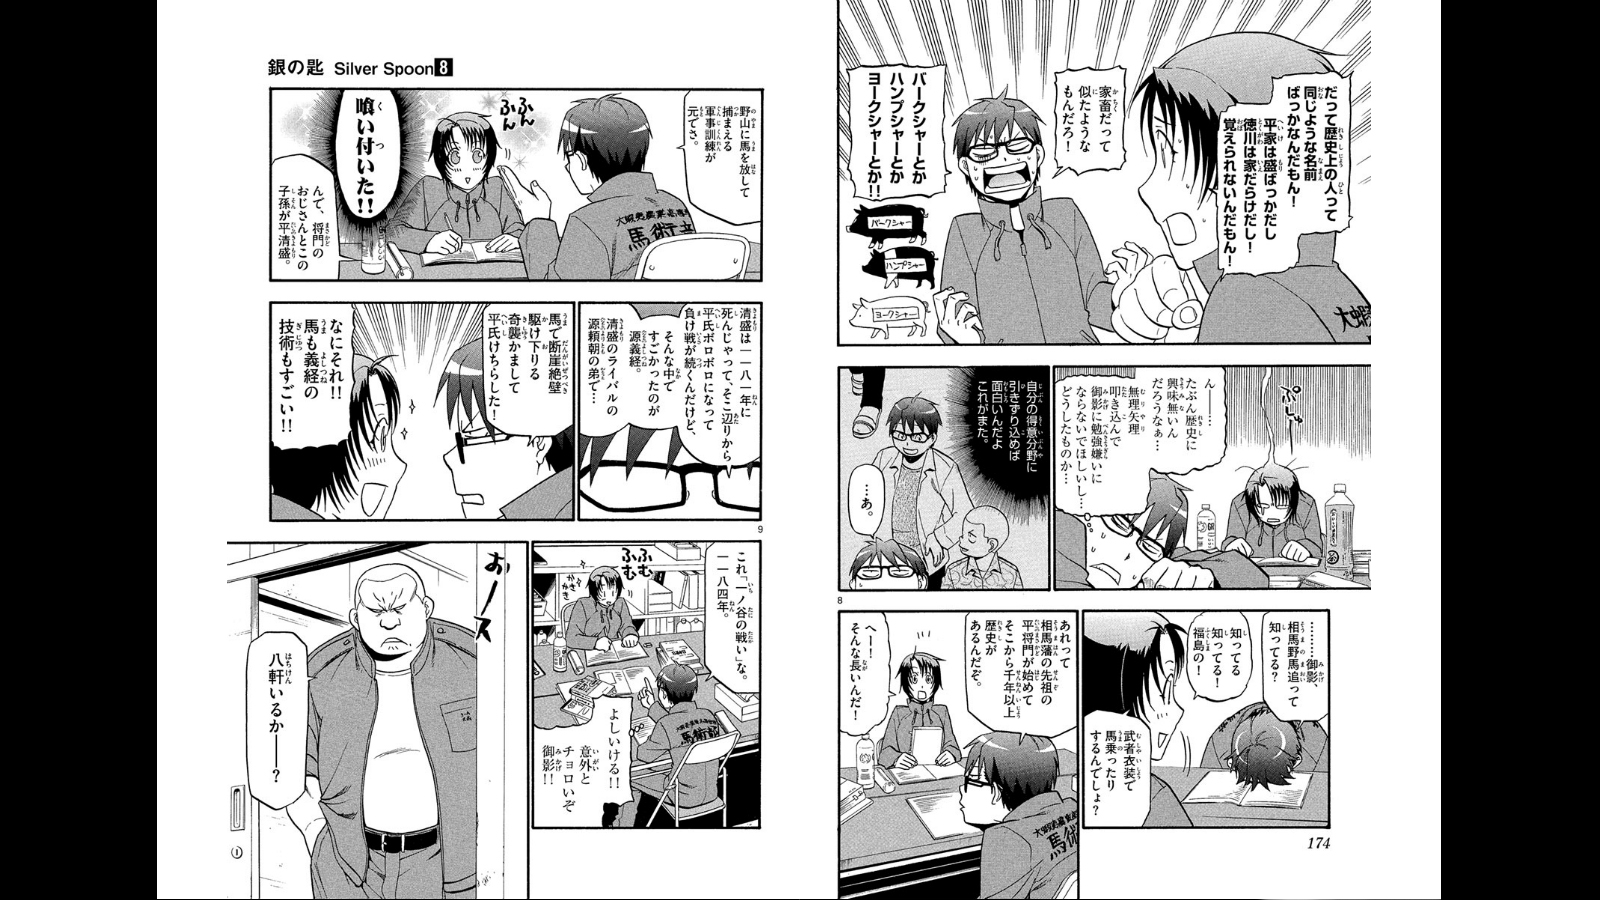 だって歴史上の人って
同じような名前
ばっかなんだもん！
平家は盛ばっかだし
徳川は家だらけだし！
覚えられないんだもん！
家畜だって
似たような
もんだろ！
バークシャーとか
ハンプシャーとか
ヨークシャーとか！！
バークシャー
ハンプシャー
ヨークシャー
ぷしゅー
ん———…
たぶん歴史に
興味無いん
だろうなぁ…
無理矢理
叩き込んで
御影に勉強嫌いに
ならないでほしいし…
どうしたものか…
自分の得意分野に
引きずり込めば
面白いんだよ
これがまた。
…あ。
8
………御影、
相馬野馬追って
知ってる？
知ってる
知ってる！
福島の！
武者衣装で
馬乗ったり
するんでしょ？
あれって
相馬藩の先祖の
平将門が始めて
そこから千年以上
歴史が
あるんだぞ。
へー！
そんな長いんだ！
174
銀の匙 Silver Spoon 8
野山に馬を放して
捕まえる
軍事訓練が
元でさ。
ふん
ふん
喰い付いた！！
んで、将門の
おじさんとこの
子孫が平清盛。
馬術部
清盛は一一八一年に
死んじゃって、そこ辺りから
平氏ボロボロになって
負け戦が続くんだけど、
そんな中で
すごかったのが
源義経。
清盛のライバルの
源頼朝の弟で…
馬で断崖絶壁
駆け下りる
奇襲かまして
平氏けちらした！
なにそれ！！
馬も義経の
技術もすごい！！
9
これ「一ノ谷の戦い」な。
一一八四年。
ふむ
ふむ
かき
かき
馬術部
よしいける！！
意外と
チョロいぞ
御影！！
おース
八軒いるか———？